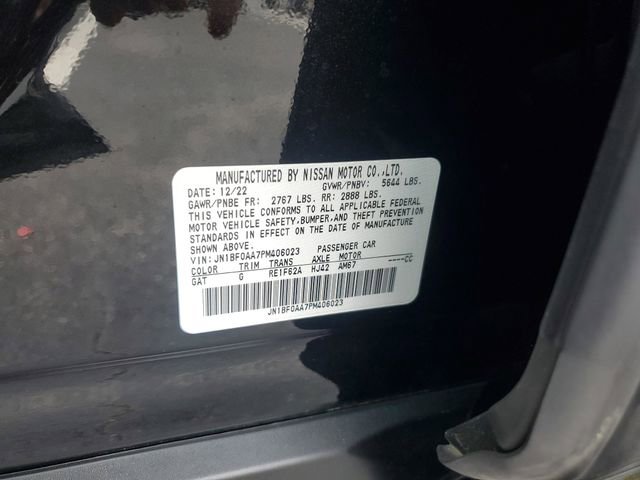 MANUFACTURED BY NISSAN MOTOR CO.,LTD.
DATE: 12/22 GVWR/PNBV: 5644 LBS.
GAWR/PNBE FR: 2767 LBS. RR: 2888 LBS.
THIS VEHICLE CONFORMS TO ALL APPLICABLE FEDERAL
MOTOR VEHICLE SAFETY,BUMPER,AND THEFT PREVENTION
STANDARDS IN EFFECT ON THE DATE OF MANUFACTURE
SHOWN ABOVE.
VIN: JN1BF0AA7PM406023 PASSENGER CAR
COLOR TRIM TRANS AXLE MOTOR
GAT G RE1F62A HJ42 AM67 ----CC
JN1BF0AA7PM406023